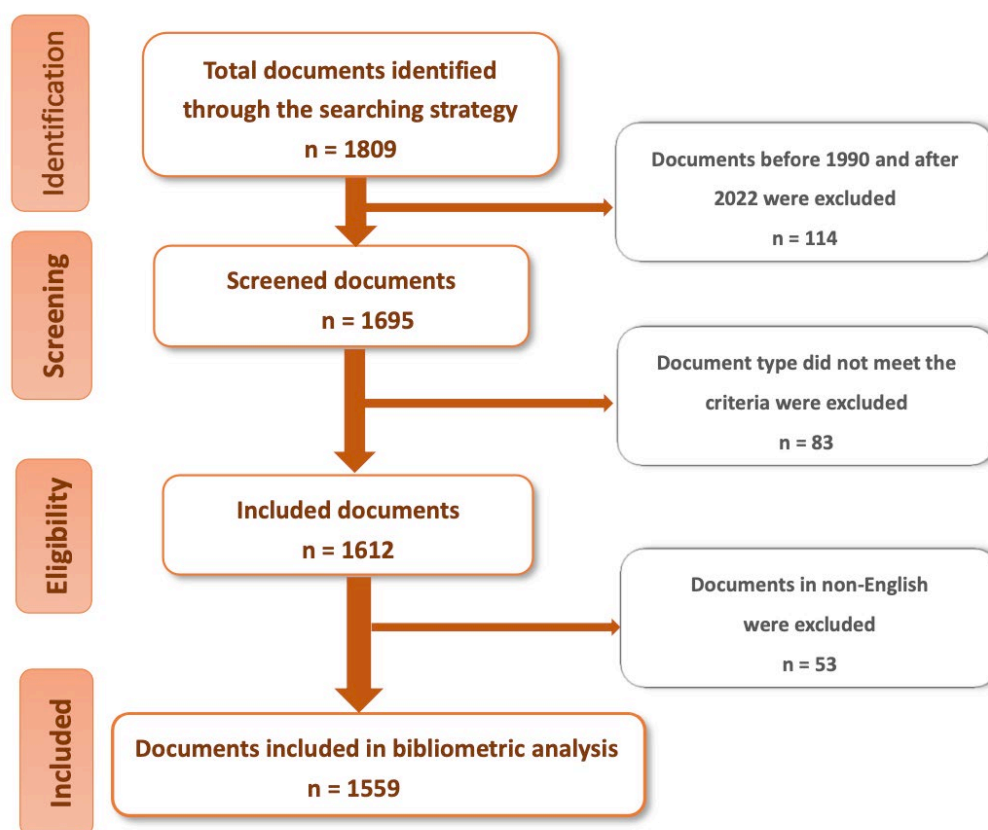 Identification
Total documents identified
through the searching strategy
n = 1809
Documents before 1990 and after
2022 were excluded
n = 114
Screening
Screened documents
n = 1695
Document type did not meet the
criteria were excluded
n = 83
Eligibility
Included documents
n = 1612
Documents in non-English
were excluded
n = 53
Included
Documents included in bibliometric analysis
n = 1559